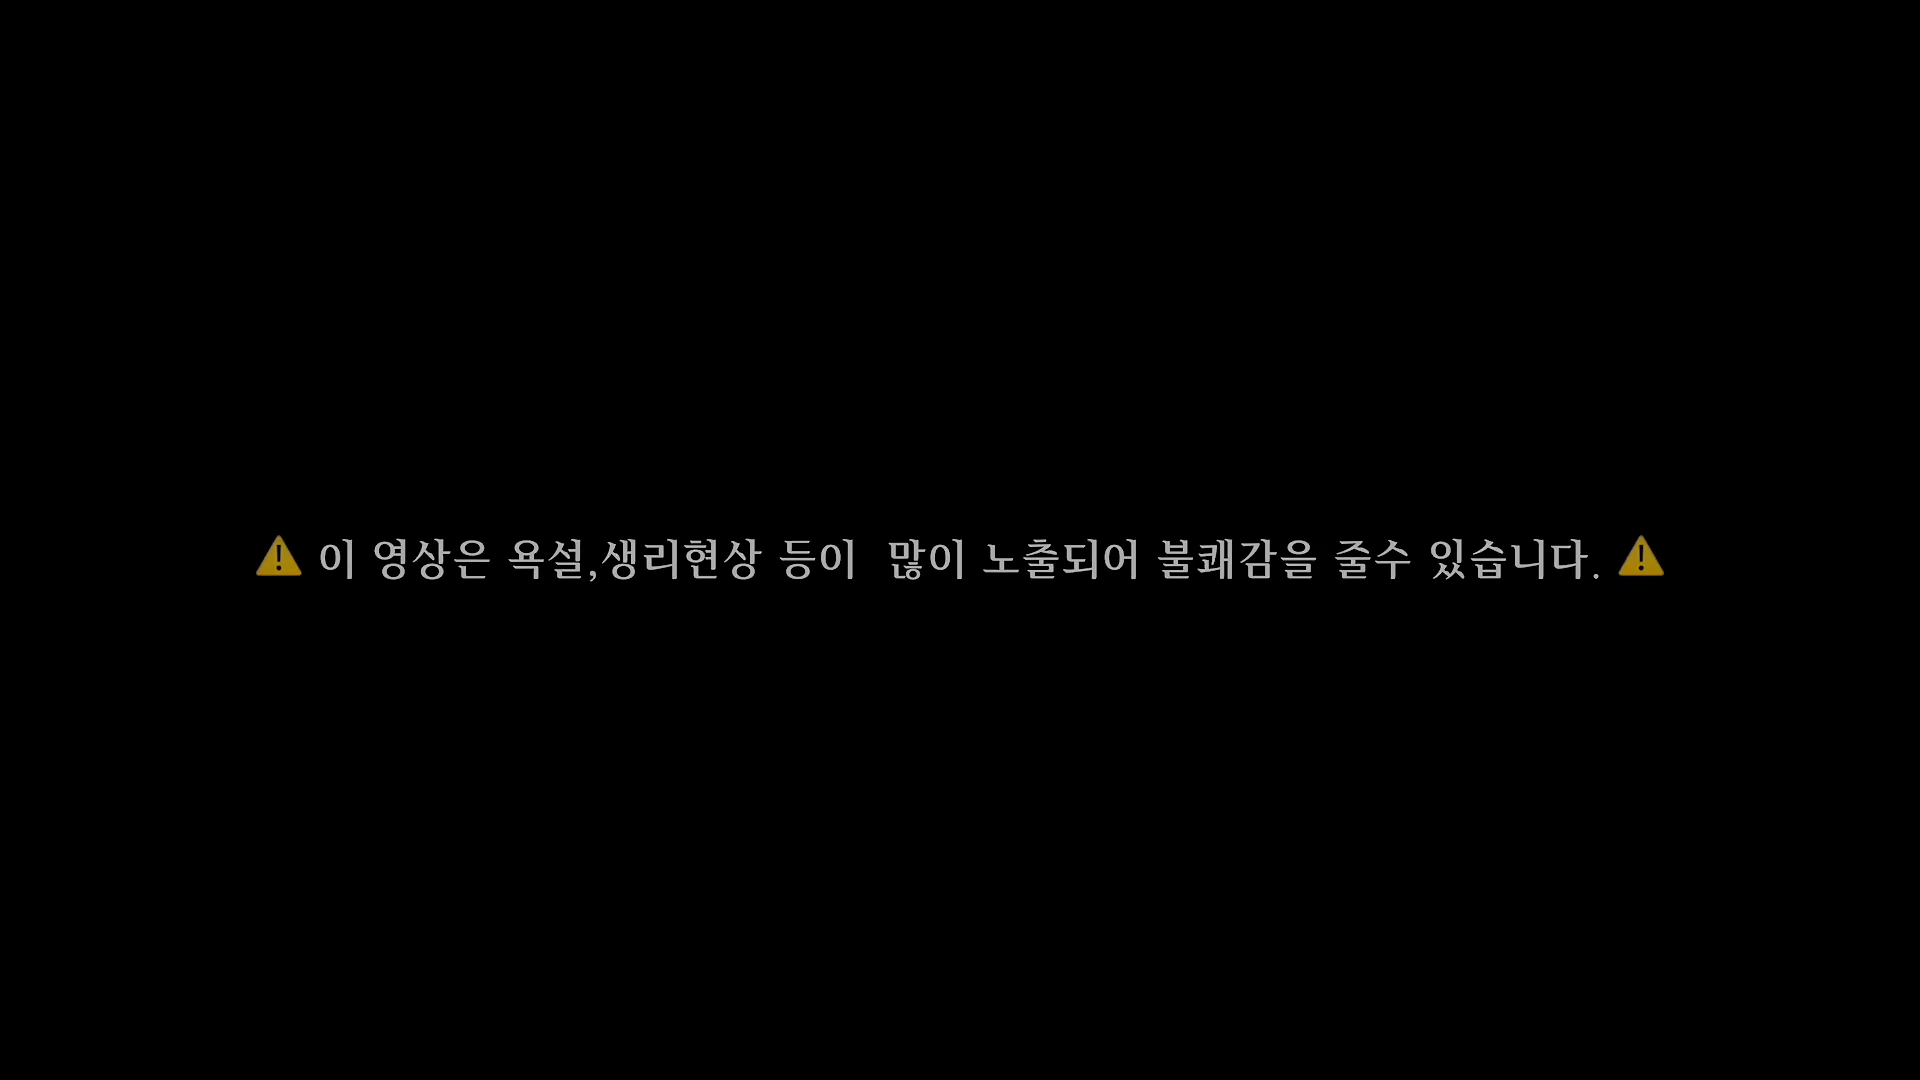 ⚠ 이 영상은 욕설,생리현상 등이  많이 노출되어 불쾌감을 줄수 있습니다. ⚠